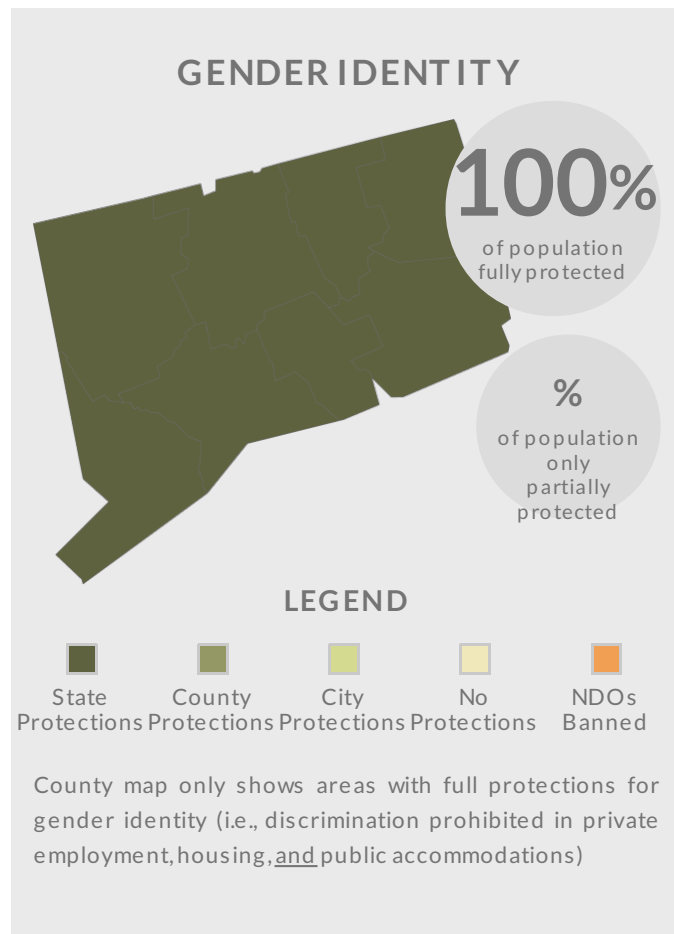 GENDER IDENTITY
100%
of population
fully protected
%
of population
only
partially
protected
LEGEND
State
Protections
County
Protections
City
Protections
No
Protections
NDOs
Banned
County map only shows areas with full protections for
gender identity (i.e., discrimination prohibited in private
employment, housing, and public accommodations)